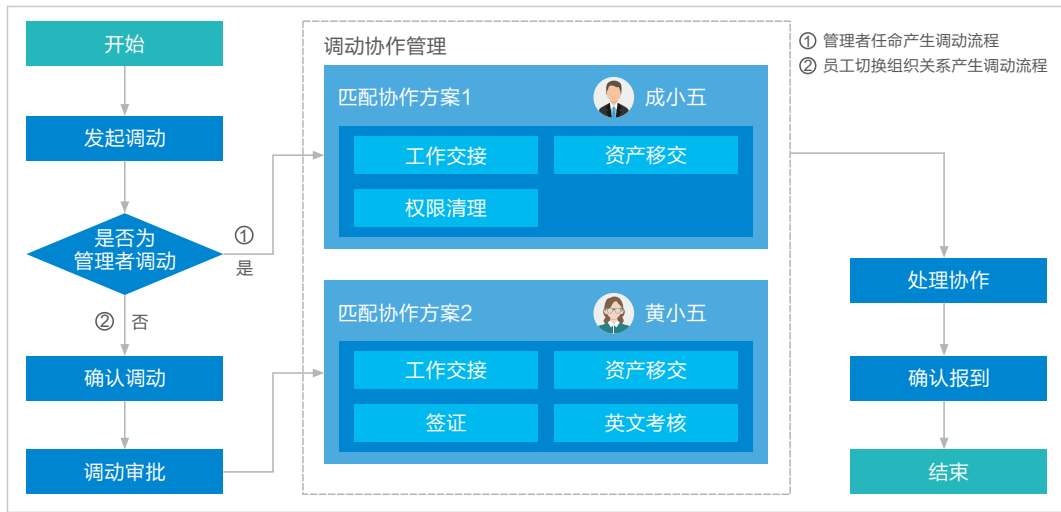 开始
发起调动
是否为
管理者调动
①
是
②
否
确认调动
调动审批
调动协作管理
匹配协作方案1
成小五
工作交接
资产移交
权限清理
匹配协作方案2
黄小五
工作交接
资产移交
签证
英文考核
① 管理者任命产生调动流程
② 员工切换组织关系产生调动流程
处理协作
确认报到
结束